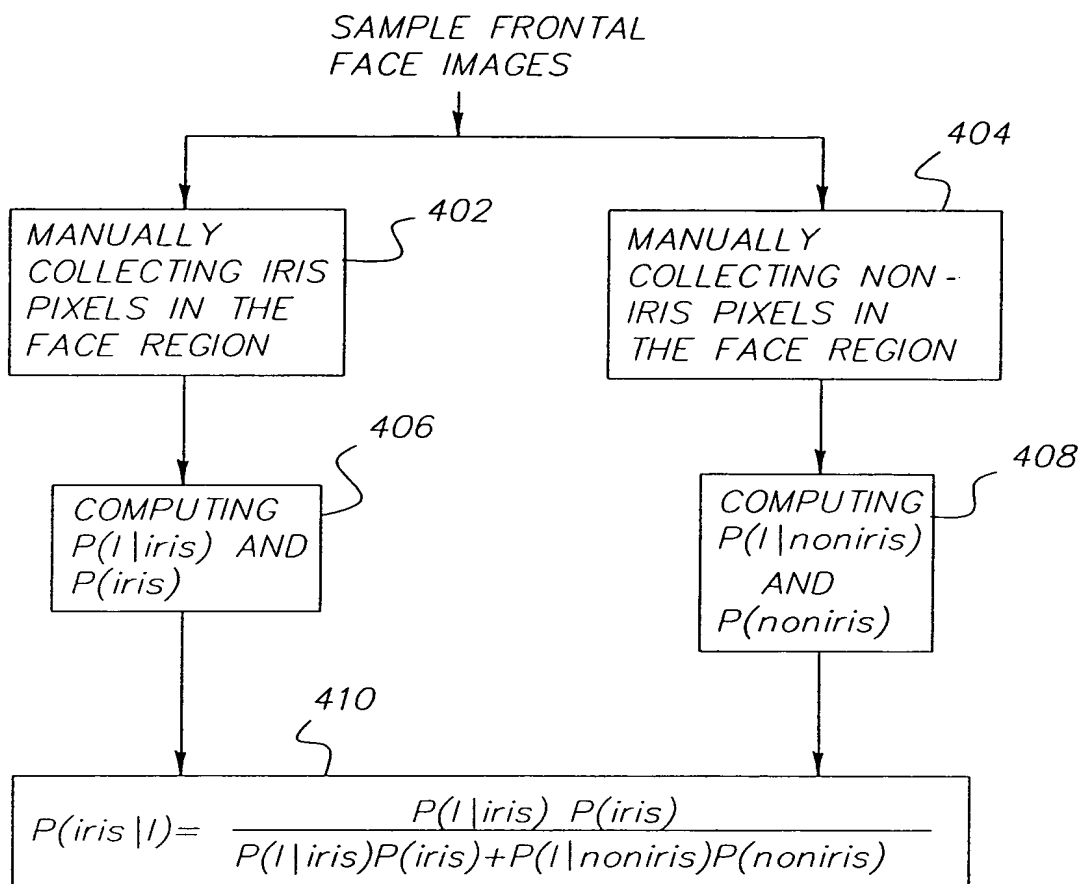 SAMPLE FRONTAL
FACE IMAGES
404
402
MANUALLY
COLLECTING IRIS
PIXELS IN THE
FACE REGION
MANUALLY
COLLECTING NON-
IRIS PIXELS IN
THE FACE REGION
406
408
COMPUTING
P(I|iris) AND
P(iris)
COMPUTING
P(I|noniris)
AND
P(noniris)
410
P(iris|I)= P(I|iris) P(iris)
P(I|iris)P(iris)+P(I|noniris)P(noniris)